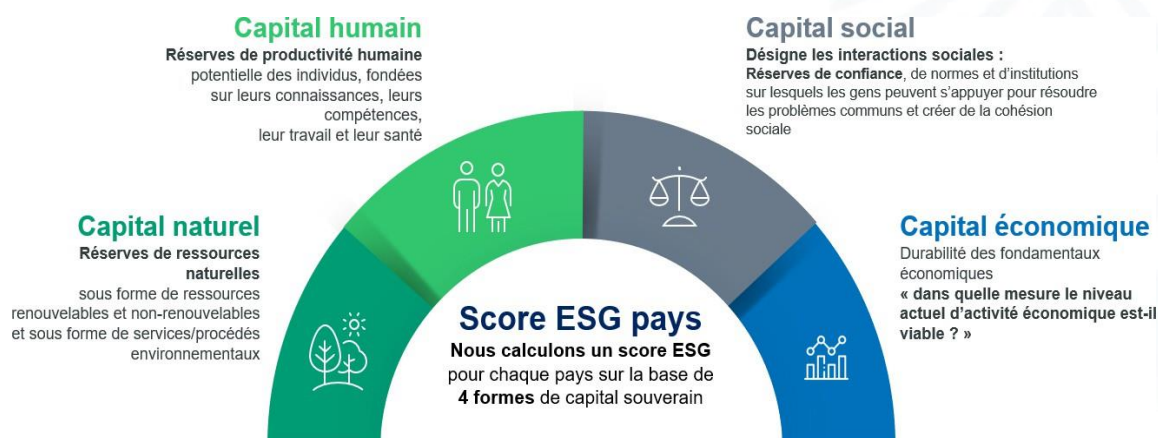 Capital humain
Réserves de productivité humaine
potentielle des individus, fondées
sur leurs connaissances, leurs
compétences,
leur travail et leur santé
Capital social
Désigne les interactions sociales :
Réserves de confiance, de normes et d’institutions
sur lesquels les gens peuvent s’appuyer pour résoudre
les problèmes communs et créer de la cohésion
sociale
Capital naturel
Réserves de ressources
naturelles
sous forme de ressources
renouvelables et non-renouvelables
et sous forme de services/procédés
environnementaux
Capital économique
Durabilité des fondamentaux
économiques
« dans quelle mesure le niveau
actuel d’activité économique est-il
viable ? »
Score ESG pays
Nous calculons un score ESG
pour chaque pays sur la base de
4 formes de capital souverain